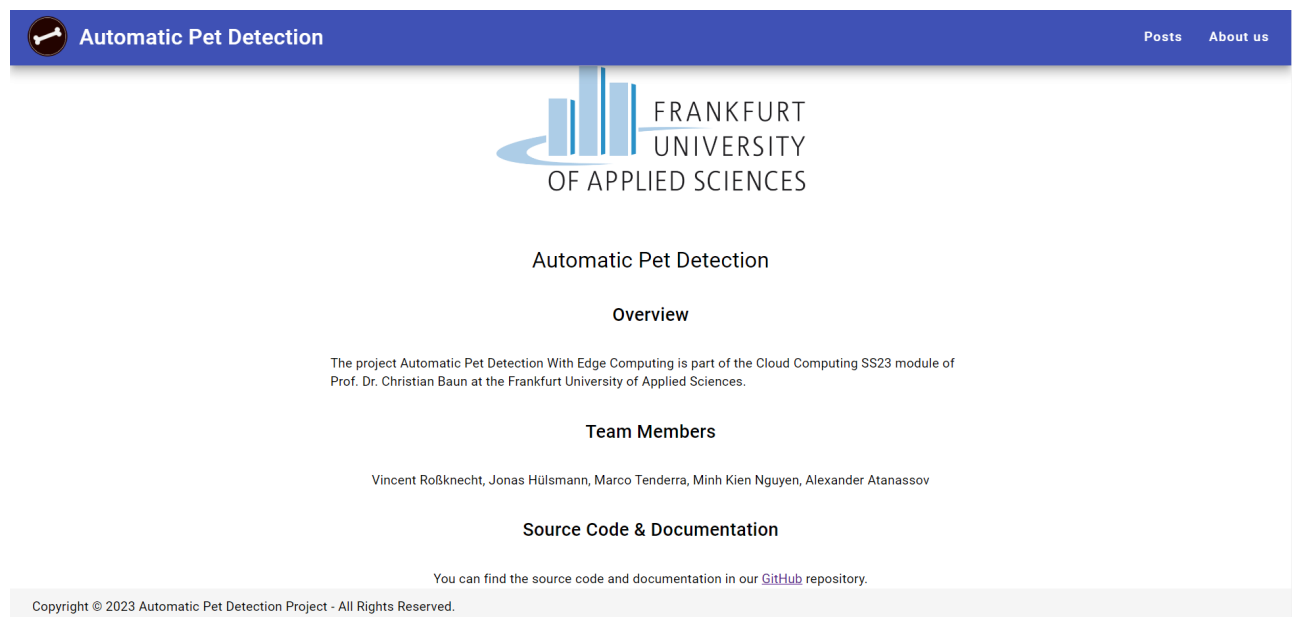 Automatic Pet Detection
Posts
About us
FRANKFURT
UNIVERSITY
OF APPLIED SCIENCES
Automatic Pet Detection
Overview
The project Automatic Pet Detection With Edge Computing is part of the Cloud Computing SS23 module of
Prof. Dr. Christian Baun at the Frankfurt University of Applied Sciences.
Team Members
Vincent Roßknecht, Jonas Hülsmann, Marco Tenderra, Minh Kien Nguyen, Alexander Atanassov
Source Code & Documentation
You can find the source code and documentation in our GitHub repository.
Copyright © 2023 Automatic Pet Detection Project - All Rights Reserved.